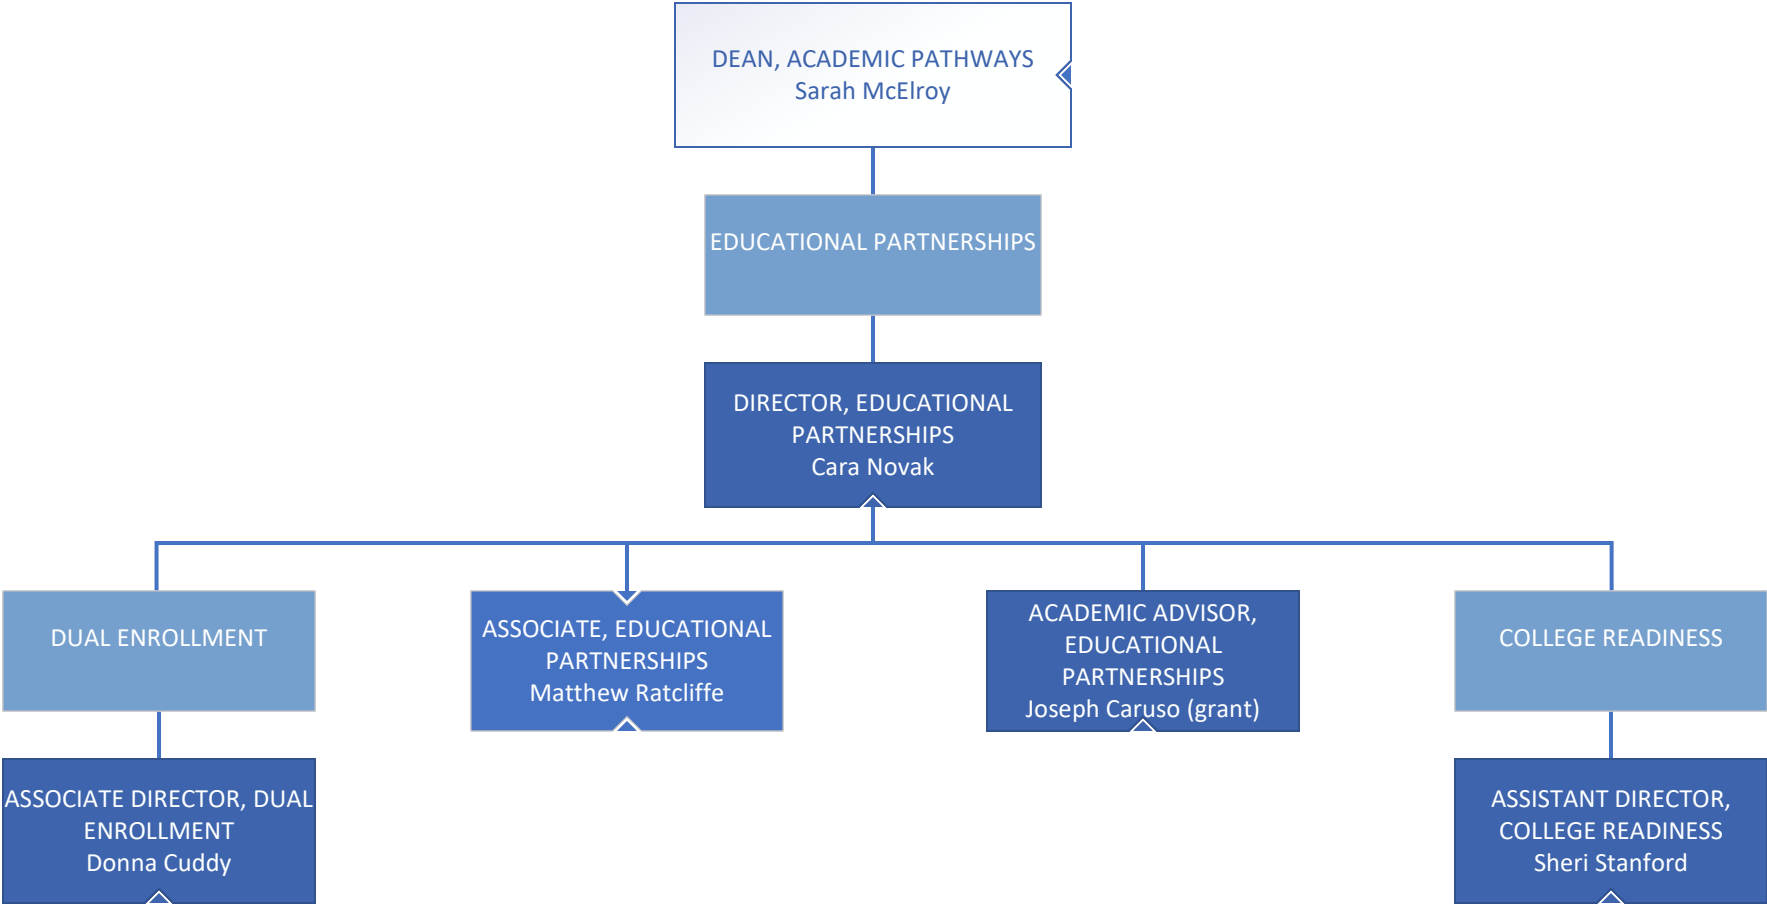 DEAN, ACADEMIC PATHWAYS
Sarah McElroy
EDUCATIONAL PARTNERSHIPS
DIRECTOR, EDUCATIONAL
PARTNERSHIPS
Cara Novak
DUAL ENROLLMENT
ASSOCIATE, EDUCATIONAL
PARTNERSHIPS
Matthew Ratcliffe
ACADEMIC ADVISOR,
EDUCATIONAL
PARTNERSHIPS
Joseph Caruso (grant)
COLLEGE READINESS
ASSOCIATE DIRECTOR, DUAL
ENROLLMENT
Donna Cuddy
ASSISTANT DIRECTOR,
COLLEGE READINESS
Sheri Stanford